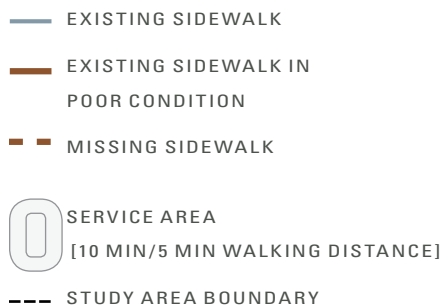 EXISTING SIDEWALK
EXISTING SIDEWALK IN
POOR CONDITION
MISSING SIDEWALK
SERVICE AREA
[10 MIN/5 MIN WALKING DISTANCE]
STUDY AREA BOUNDARY